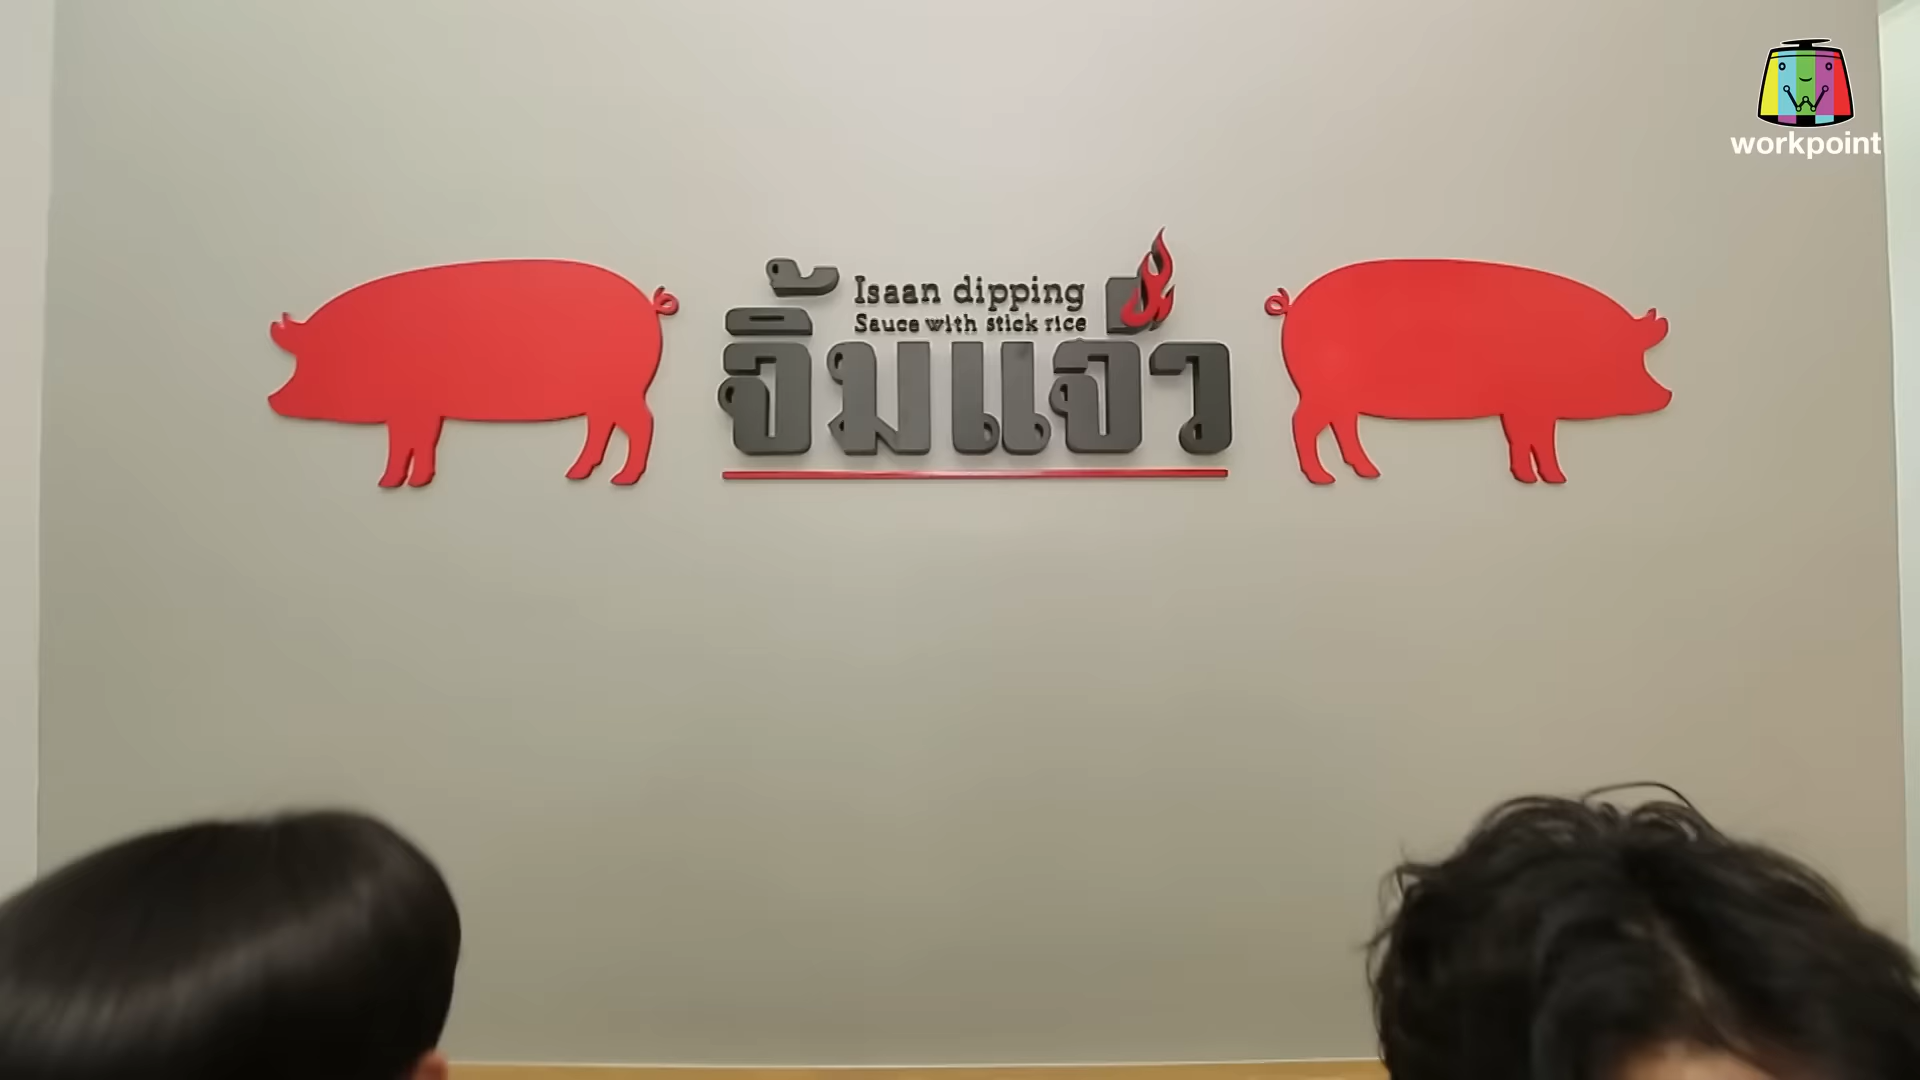 Isaan dipping
Sauce with stick rice
จิ้มแจ่ว
workpoint